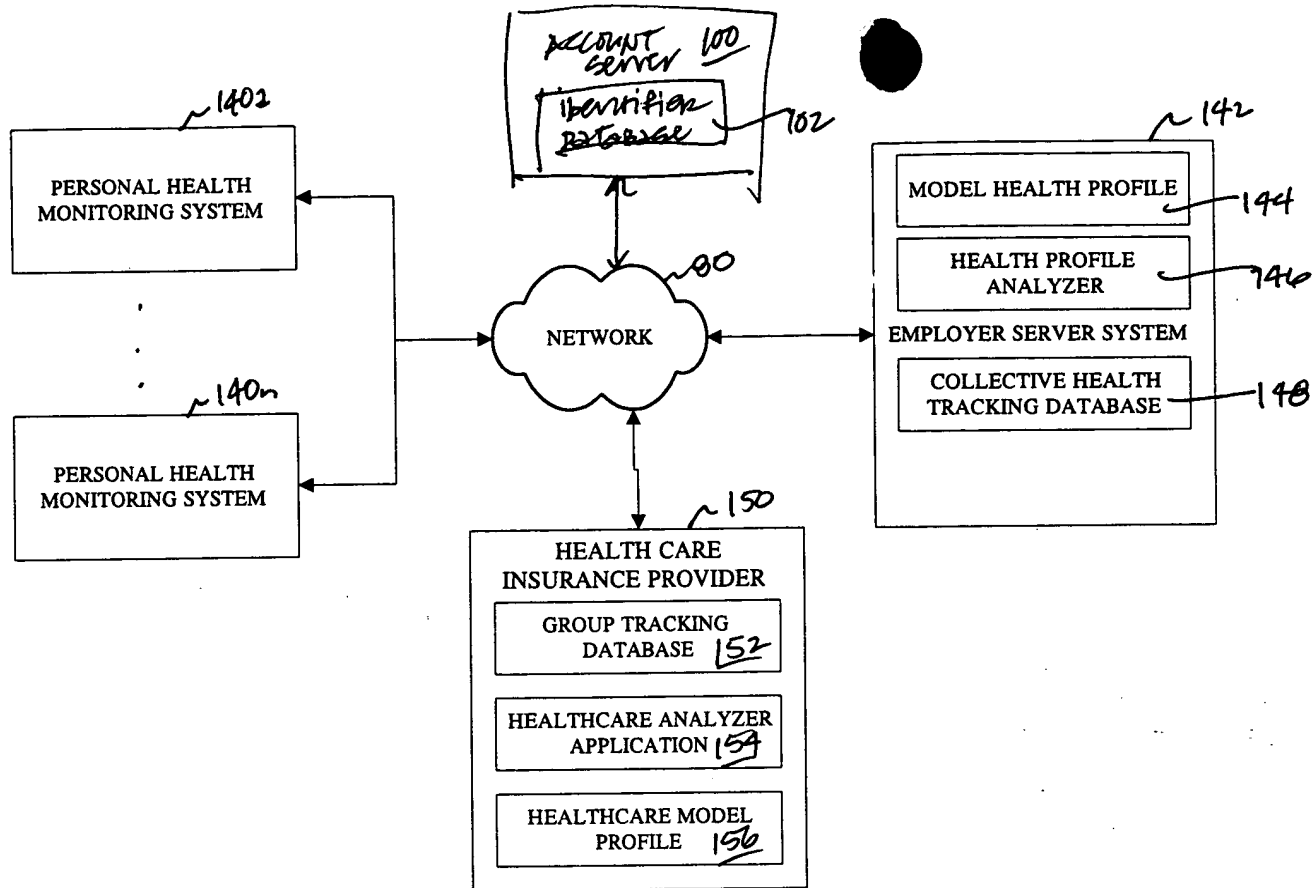 ACCOUNT 100
SERVER
IDENTIFIER
DATABASE
102
140a
PERSONAL HEALTH
MONITORING SYSTEM
140n
PERSONAL HEALTH
MONITORING SYSTEM
80
NETWORK
142
MODEL HEALTH PROFILE
144
HEALTH PROFILE
ANALYZER
146
EMPLOYER SERVER SYSTEM
COLLECTIVE HEALTH
TRACKING DATABASE
148
150
HEALTH CARE
INSURANCE PROVIDER
GROUP TRACKING
DATABASE 152
HEALTHCARE ANALYZER
APPLICATION 154
HEALTHCARE MODEL
PROFILE 156